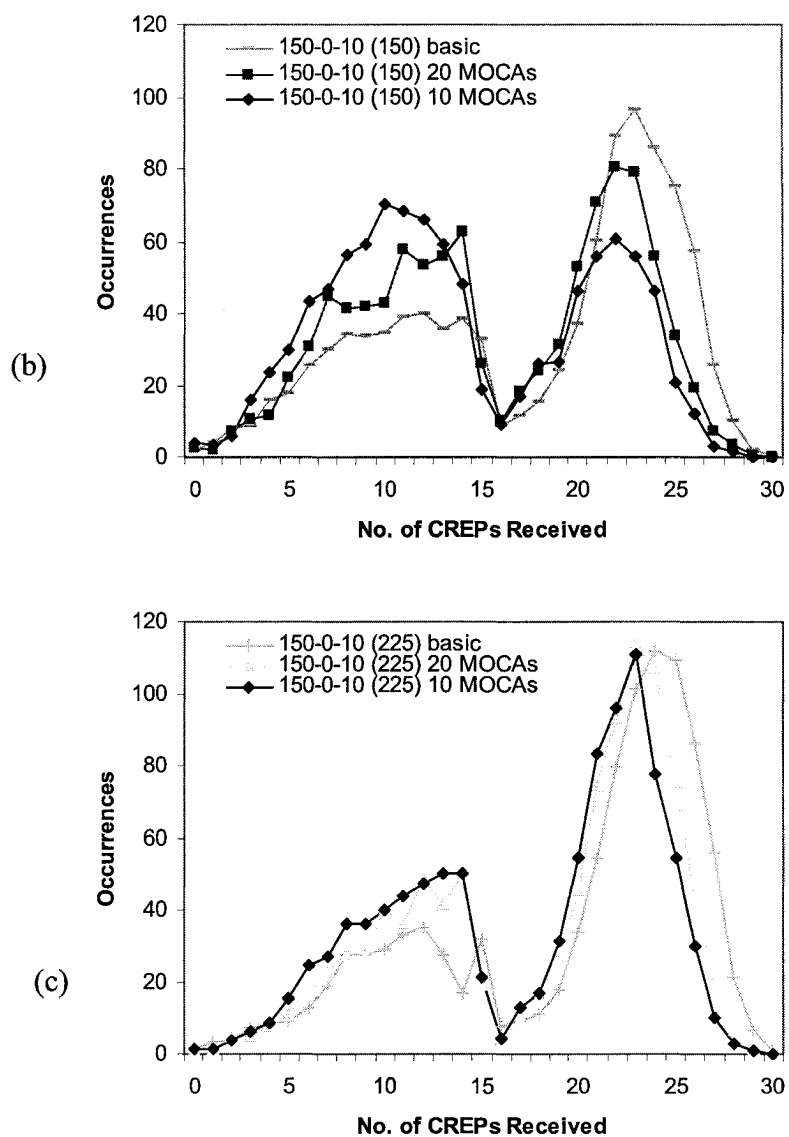 120
100
80
60
40
20
0
Occurrences
150-0-10 (150) basic
150-0-10 (150) 20 MOCAs
150-0-10 (150) 10 MOCAs
(b)
0 5 10 15 20 25 30
No. of CREPs Received
120
100
80
60
40
20
0
Occurrences
150-0-10 (225) basic
150-0-10 (225) 20 MOCAs
150-0-10 (225) 10 MOCAs
(c)
0 5 10 15 20 25 30
No. of CREPs Received